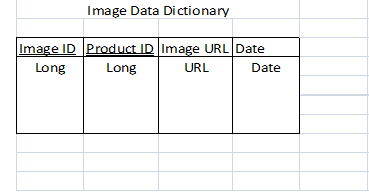 Image Data Dictionary
Image ID Product ID Image URL Date
Long Long URL Date